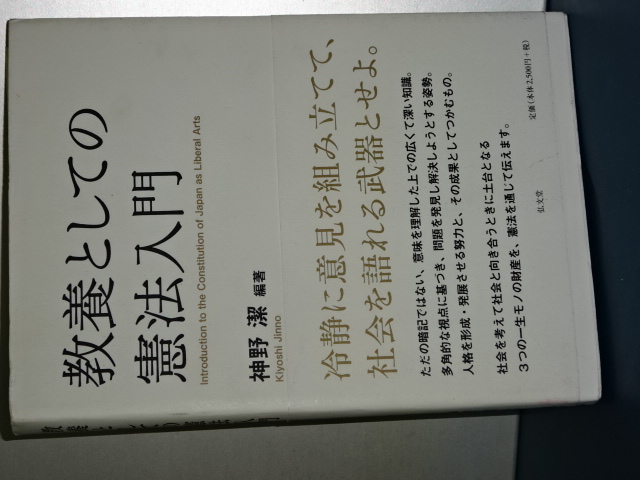 教養としての
憲法入門
Introduction to the Constitution of Japan as Liberal Arts
神野 潔 編著
Kiyoshi Jinno
冷静に意見を組み立てて、
社会を語れる武器とせよ。
ただの暗記ではない、意味を理解した上での広くて深い知識。
多角的な視点に基づき、問題を発見し解決しようとする姿勢。
人格を形成・発展させる努力と、その成果としてつかむもの。
社会を考えて社会と向き合うときに土台となる
3つの一生モノの財産を、憲法を通じて伝えます。
弘文堂
定価(本体2,500円+税)